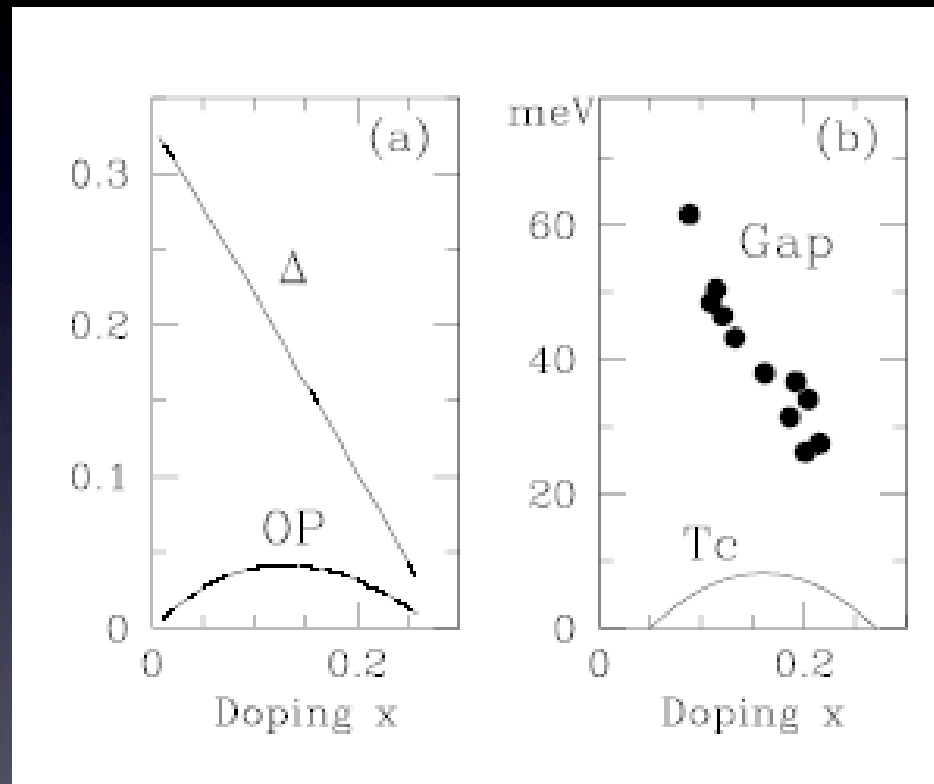 (a)
0.3
Δ
0.2
0.1
OP
0
0 0.2
Doping x
meV
(b)
60
Gap
40
20
Tc
0
0 0.2
Doping x